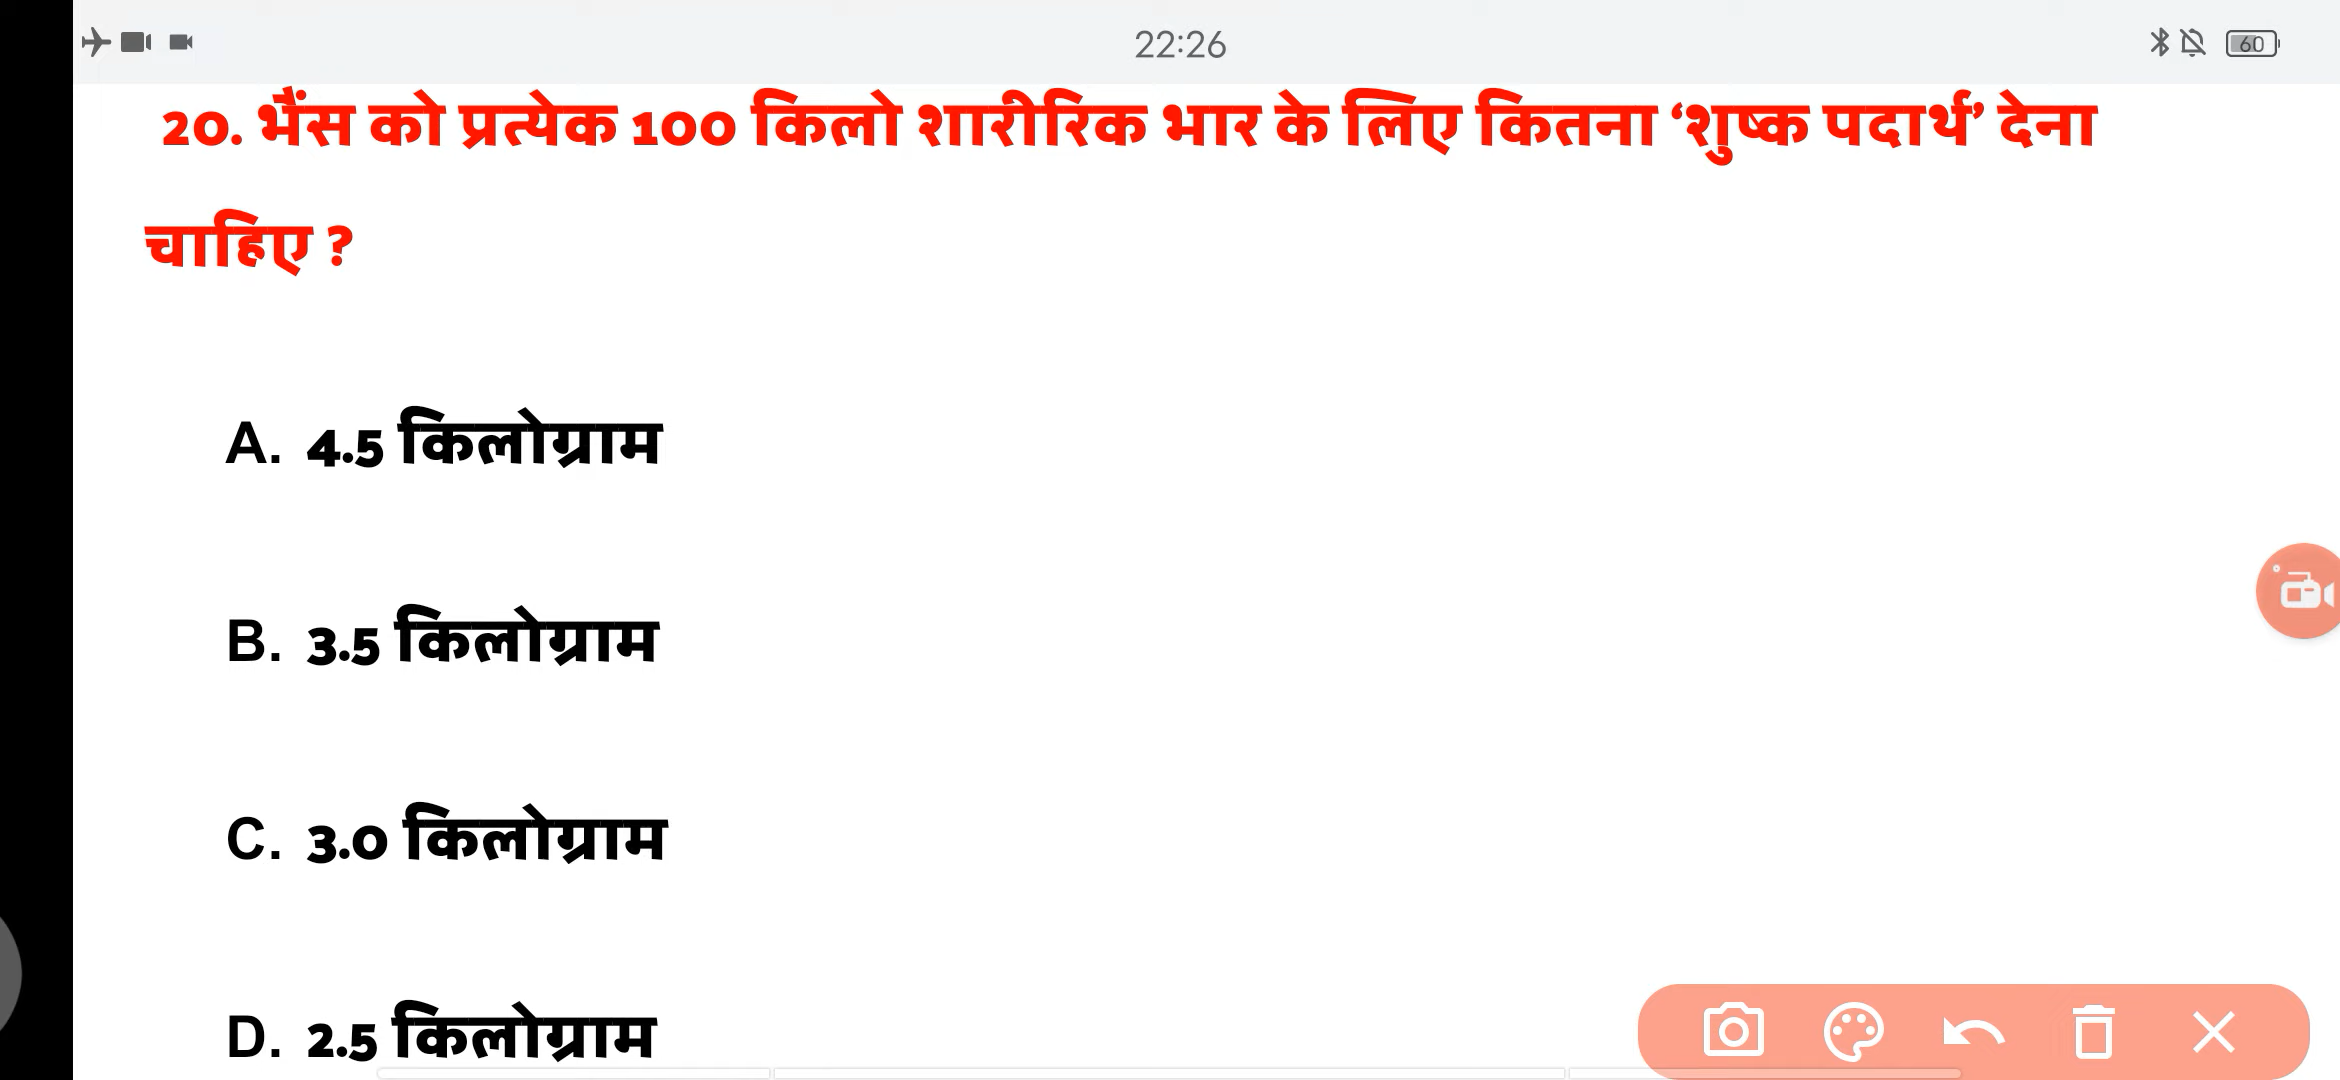 22:26
60
20. भैंस को प्रत्येक 100 किलो शारीरिक भार के लिए कितना ‘शुष्क पदार्थ’ देना
चाहिए ?
A. 4.5 किलोग्राम
B. 3.5 किलोग्राम
C. 3.0 किलोग्राम
D. 2.5 किलोग्राम